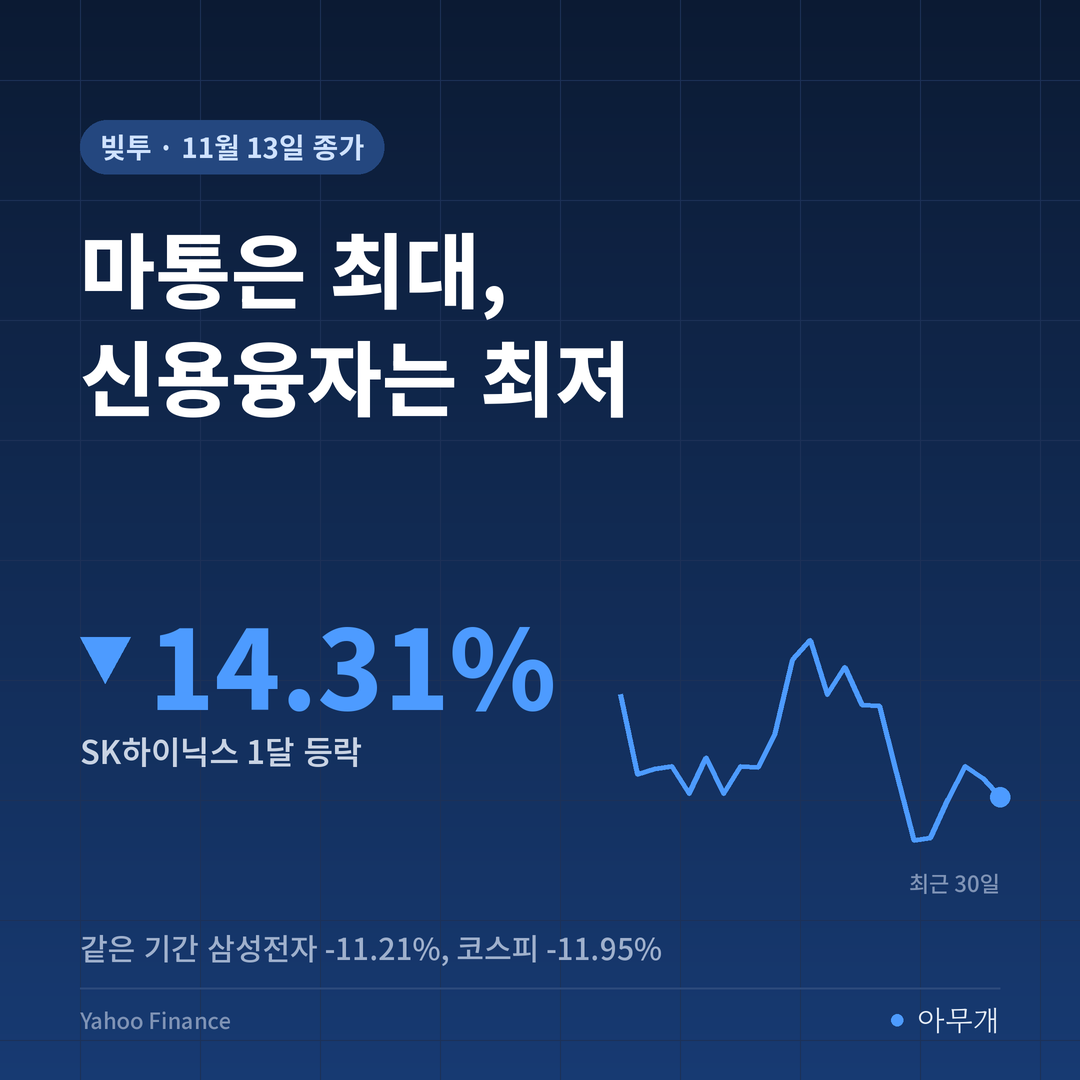 빚투 · 11월 13일 종가
마통은 최대,
신용융자는 최저
▼14.31%
SK하이닉스 1달 등락
최근 30일
같은 기간 삼성전자 -11.21%, 코스피 -11.95%
Yahoo Finance
아무개